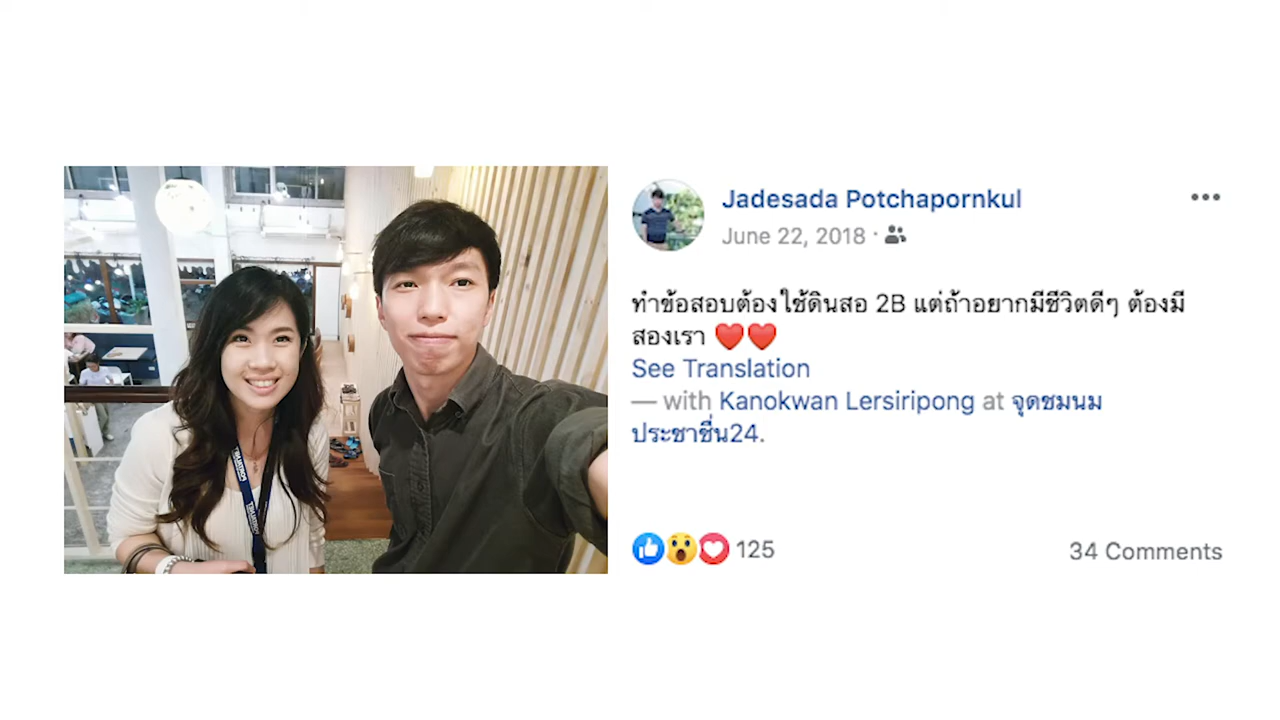 Jadesada Potchapornkul
June 22, 2018 ·
ทำข้อสอบต้องใช้ดินสอ 2B แต่ถ้าอยากมีชีวิตดีๆ ต้องมี
สองเรา ❤️❤️
See Translation
— with Kanokwan Lersiripong at จุดชมนม
ประชาชื่น24.
125
34 Comments